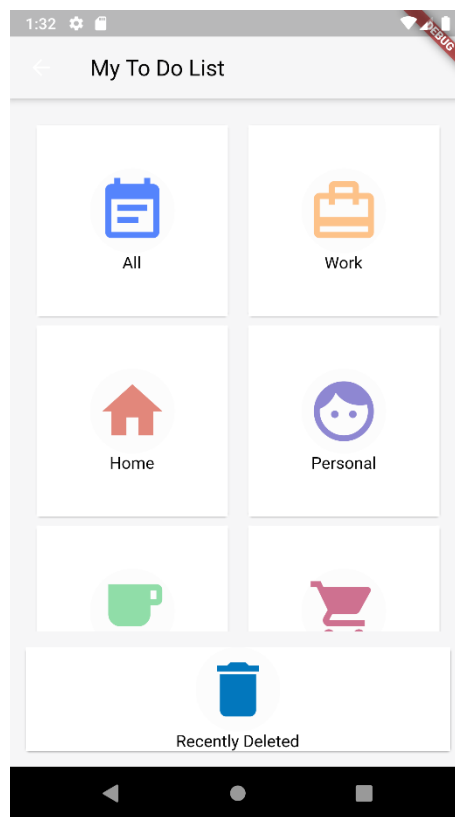 1:32
DEBUG
My To Do List
All
Work
Home
Personal
Recently Deleted